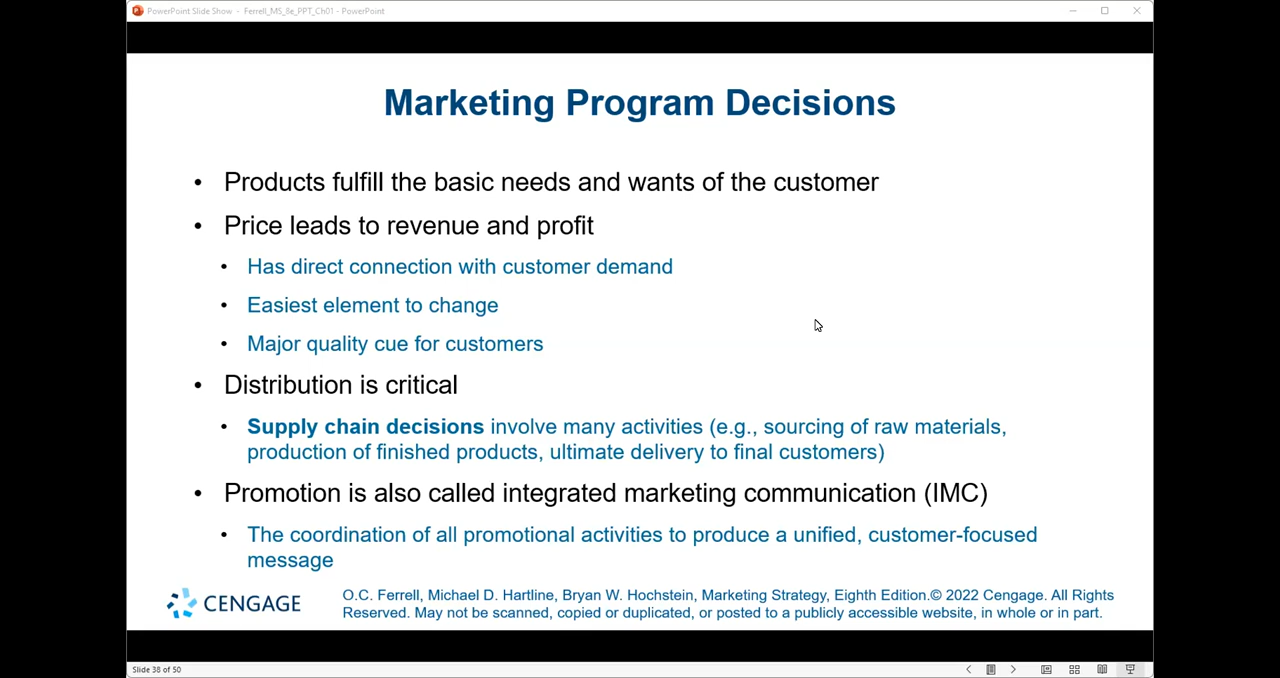 PowerPoint Slide Show - Ferrell_MS_8e_PPT_Ch01 - PowerPoint
Marketing Program Decisions
• Products fulfill the basic needs and wants of the customer
• Price leads to revenue and profit
• Has direct connection with customer demand
• Easiest element to change
• Major quality cue for customers
• Distribution is critical
• Supply chain decisions involve many activities (e.g., sourcing of raw materials,
production of finished products, ultimate delivery to final customers)
• Promotion is also called integrated marketing communication (IMC)
• The coordination of all promotional activities to produce a unified, customer-focused
message
CENGAGE
O.C. Ferrell, Michael D. Hartline, Bryan W. Hochstein, Marketing Strategy, Eighth Edition.© 2022 Cengage. All Rights
Reserved. May not be scanned, copied or duplicated, or posted to a publicly accessible website, in whole or in part.
Slide 38 of 50